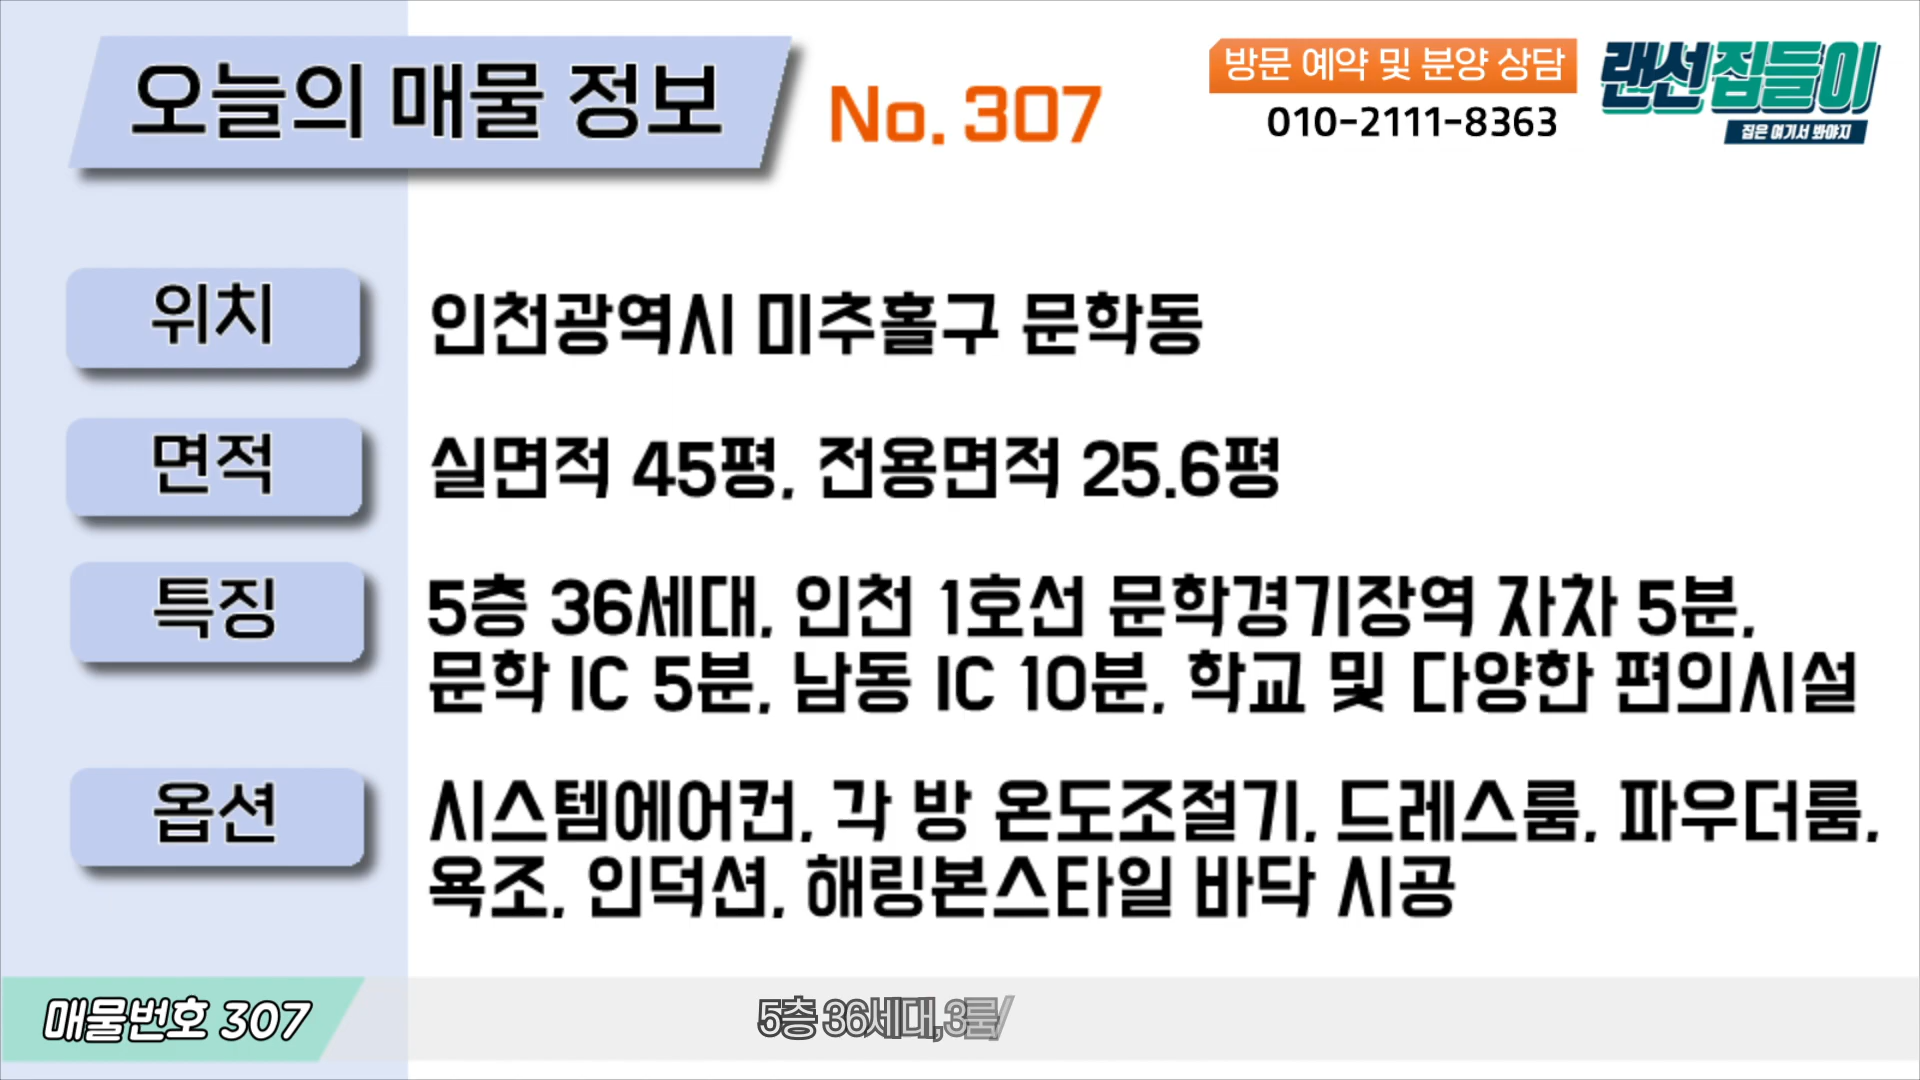 오늘의 매물 정보
No. 307
방문 예약 및 분양 상담
010-2111-8363
랜선집들이
집은 여기서 봐야지
위치
인천광역시 미추홀구 문학동
면적
실면적 45평, 전용면적 25.6평
특징
5층 36세대, 인천 1호선 문학경기장역 자차 5분,
문학 IC 5분, 남동 IC 10분, 학교 및 다양한 편의시설
옵션
시스템에어컨, 각 방 온도조절기, 드레스룸, 파우더룸,
욕조, 인덕션, 해링본스타일 바닥 시공
매물번호 307
5층 36세대, 3룸/